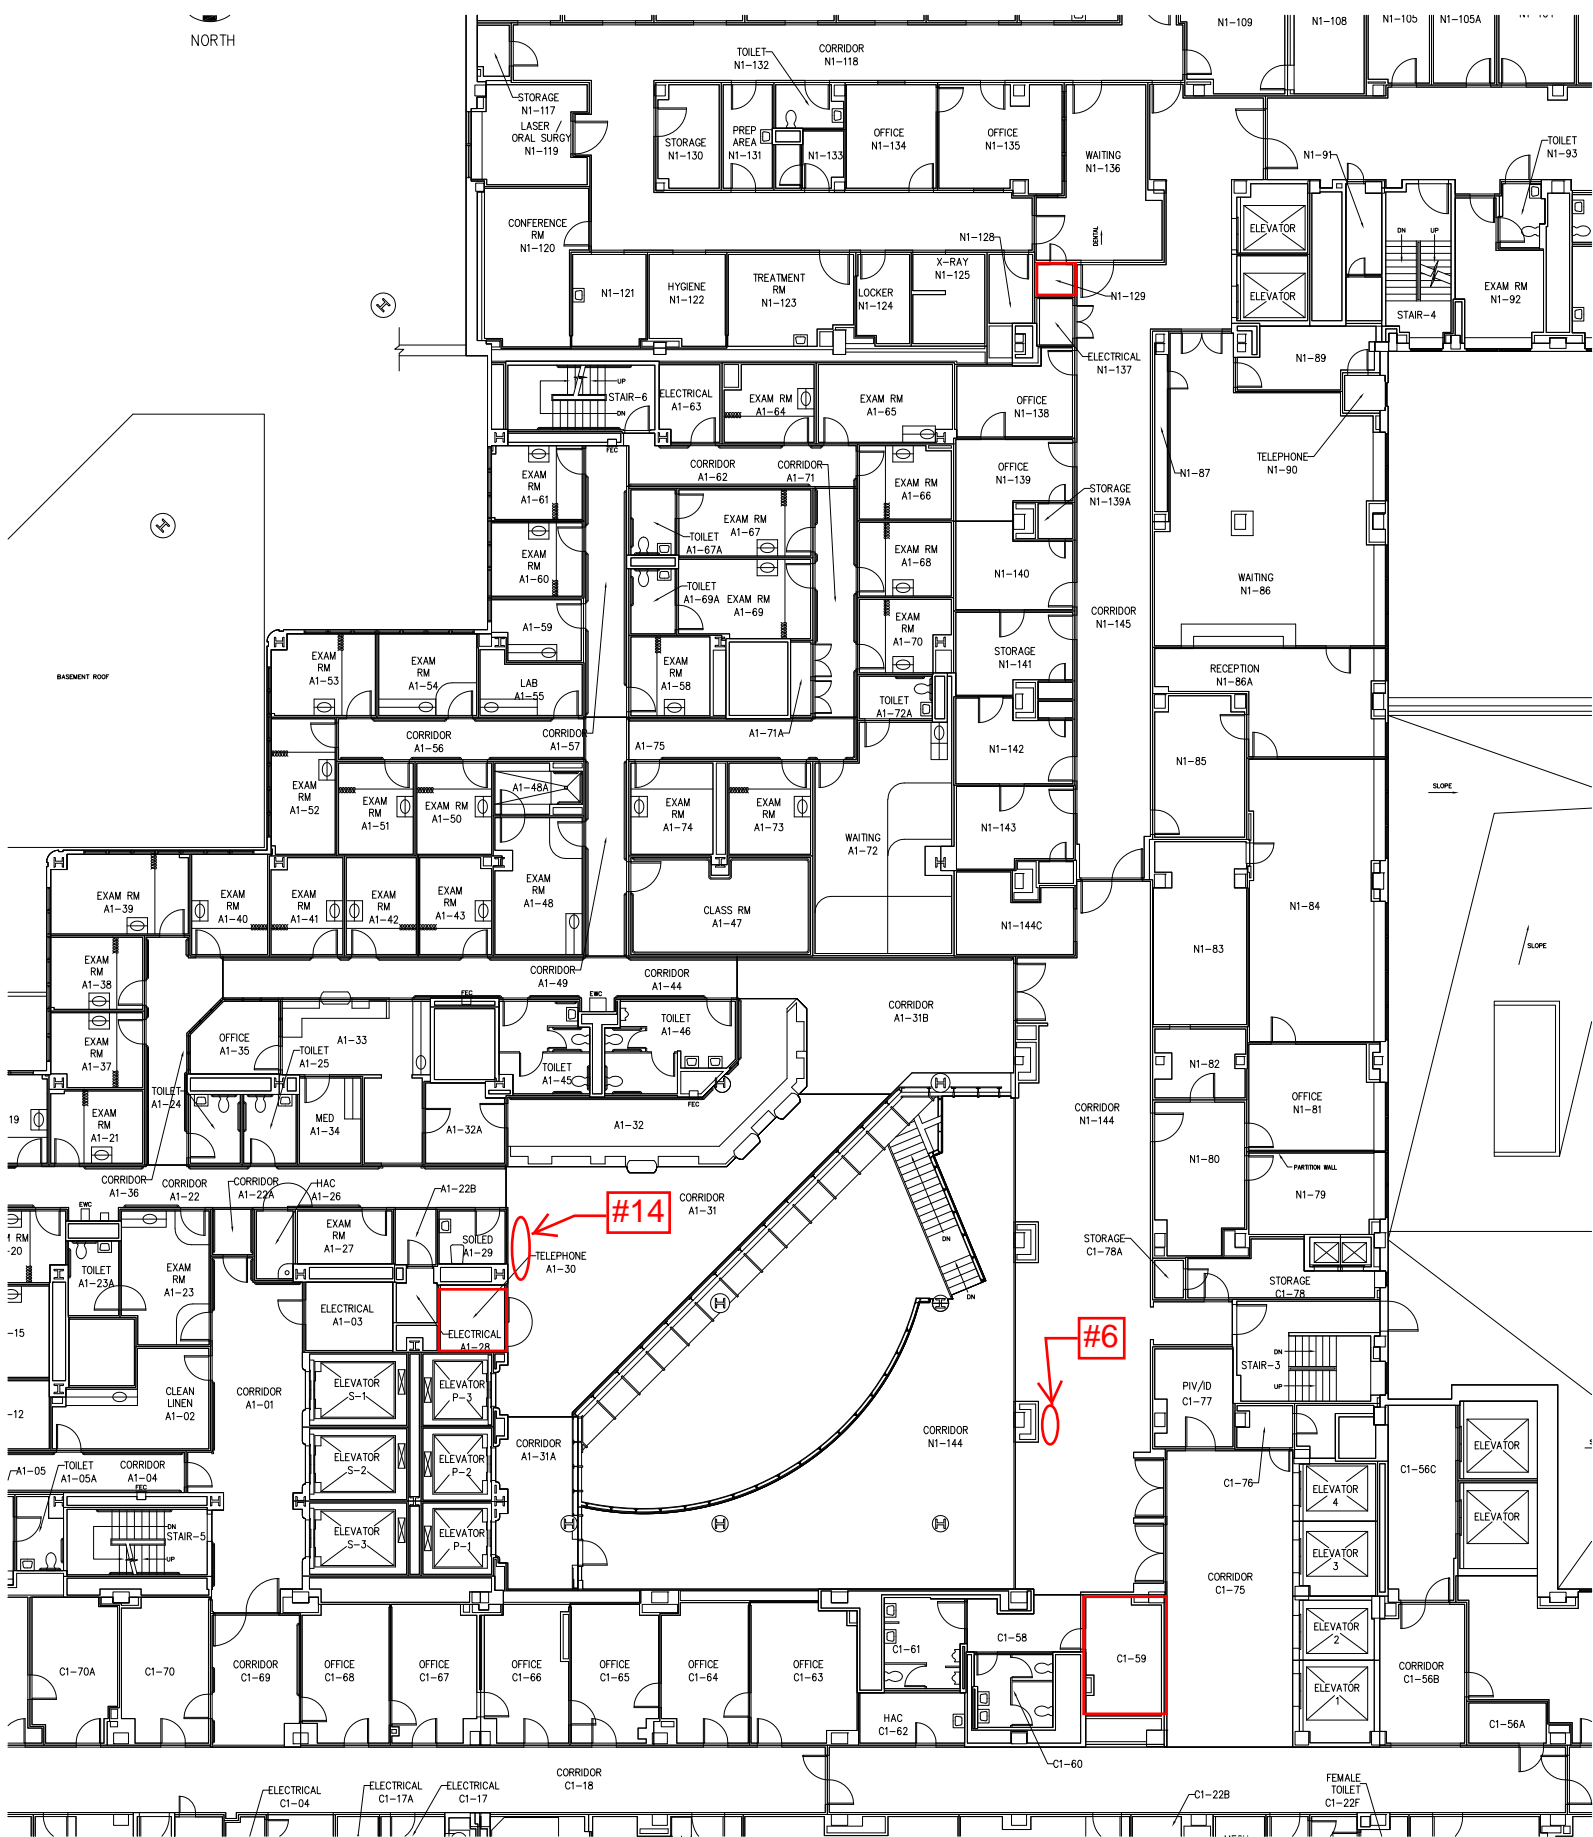 NORTH
STORAGE
N1-117
LASER
ORAL SURGY
N1-119
TOILET
N1-132
CORRIDOR
N1-118
N1-109
N1-108
N1-105
N1-105A
STORAGE
N1-130
PREP
AREA
N1-131
N1-133
OFFICE
N1-134
OFFICE
N1-135
WAITING
N1-136
N1-91
TOILET
N1-93
CONFERENCE
RM
N1-120
N1-128
DENTAL
ELEVATOR
ELEVATOR
DN
UP
STAIR-4
EXAM RM
N1-92
N1-121
HYGIENE
N1-122
TREATMENT
RM
N1-123
LOCKER
N1-124
X-RAY
N1-125
N1-129
ELECTRICAL
N1-137
N1-89
UP
STAIR-6
DN
ELECTRICAL
A1-63
EXAM RM
A1-64
EXAM RM
A1-65
OFFICE
N1-138
FEC
EXAM
RM
A1-61
CORRIDOR
A1-62
CORRIDOR
A1-71
EXAM RM
A1-66
OFFICE
N1-139
STORAGE
N1-139A
N1-87
TELEPHONE
N1-90
EXAM
RM
A1-60
TOILET
A1-67A
EXAM RM
A1-67
EXAM RM
A1-68
N1-140
WAITING
N1-86
TOILET
A1-69A
EXAM RM
A1-69
EXAM
RM
A1-70
A1-59
CORRIDOR
N1-145
BASEMENT ROOF
EXAM
RM
A1-53
EXAM
RM
A1-54
LAB
A1-55
EXAM
RM
A1-58
TOILET
A1-72A
STORAGE
N1-141
RECEPTION
N1-86A
CORRIDOR
A1-56
CORRIDOR
A1-57
A1-75
A1-71A
N1-142
N1-85
SLOPE
EXAM
RM
A1-52
EXAM
RM
A1-51
EXAM RM
A1-50
A1-48A
EXAM
RM
A1-74
EXAM
RM
A1-73
WAITING
A1-72
N1-143
EXAM RM
A1-39
EXAM
RM
A1-40
EXAM
RM
A1-41
EXAM
RM
A1-42
EXAM
RM
A1-43
EXAM
RM
A1-48
CLASS RM
A1-47
N1-144C
N1-83
N1-84
SLOPE
EXAM
RM
A1-38
CORRIDOR
A1-49
CORRIDOR
A1-44
CORRIDOR
A1-31B
EXAM
RM
A1-37
OFFICE
A1-35
A1-33
FEC
EWC
TOILET
A1-46
TOILET
A1-25
TOILET
A1-45
TOILET
A1-24
FEC
N1-82
OFFICE
N1-81
19
EXAM
RM
A1-21
MED
A1-34
A1-32A
A1-32
CORRIDOR
N1-144
N1-80
PARTITION WALL
N1-79
CORRIDOR
A1-36
CORRIDOR
A1-22
CORRIDOR
A1-22A
HAC
A1-26
A1-22B
CORRIDOR
A1-31
#14
EWC
M RM
-20
TOILET
A1-23A
EXAM
RM
A1-23
EXAM
RM
A1-27
SOILED
A1-29
TELEPHONE
A1-30
DN
DN
STORAGE
C1-78A
STORAGE
C1-78
-15
ELECTRICAL
A1-03
ELECTRICAL
A1-28
#6
DN
STAIR-3
UP
CLEAN
LINEN
A1-02
-12
CORRIDOR
A1-01
ELEVATOR
S-1
ELEVATOR
P-3
PIV/ID
C1-77
CORRIDOR
A1-31A
CORRIDOR
N1-144
A1-05
TOILET
A1-05A
CORRIDOR
A1-04
FEC
ELEVATOR
S-2
ELEVATOR
P-2
C1-76
C1-56C
ELEVATOR
ELEVATOR
4
ELEVATOR
DN
STAIR-5
UP
ELEVATOR
S-3
ELEVATOR
P-1
ELEVATOR
3
CORRIDOR
C1-75
C1-70A
C1-70
CORRIDOR
C1-69
OFFICE
C1-68
OFFICE
C1-67
OFFICE
C1-66
OFFICE
C1-65
OFFICE
C1-64
OFFICE
C1-63
C1-61
C1-58
C1-59
ELEVATOR
2
ELEVATOR
1
CORRIDOR
C1-56B
HAC
C1-62
C1-56A
C1-60
CORRIDOR
C1-18
ELECTRICAL
C1-04
ELECTRICAL
C1-17A
ELECTRICAL
C1-17
C1-22B
FEMALE
TOILET
C1-22F